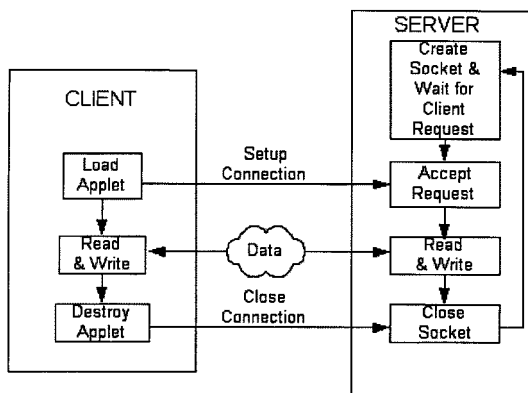 SERVER
Create
Socket &
Wait for
Client
Request
CLIENT
Load
Applet
Setup
Connection
Accept
Request
Read
& Write
Data
Read
& Write
Destroy
Applet
Close
Connection
Close
Socket